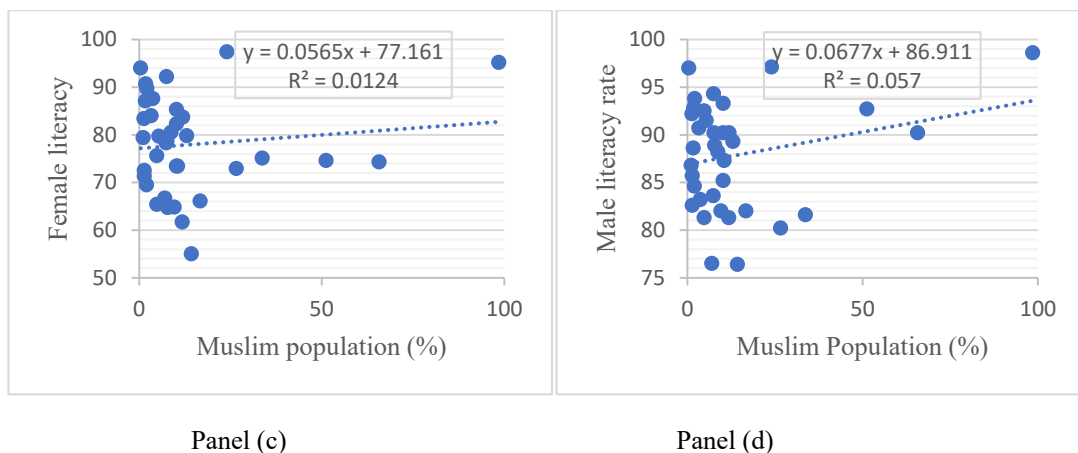 100
90
80
70
60
50
0
50
100
Female literacy
Muslim population (%)
y = 0.0565x + 77.161
R² = 0.0124
100
95
90
85
80
75
0
50
100
Male literacy rate
Muslim Population (%)
y = 0.0677x + 86.911
R² = 0.057
Panel (c)
Panel (d)